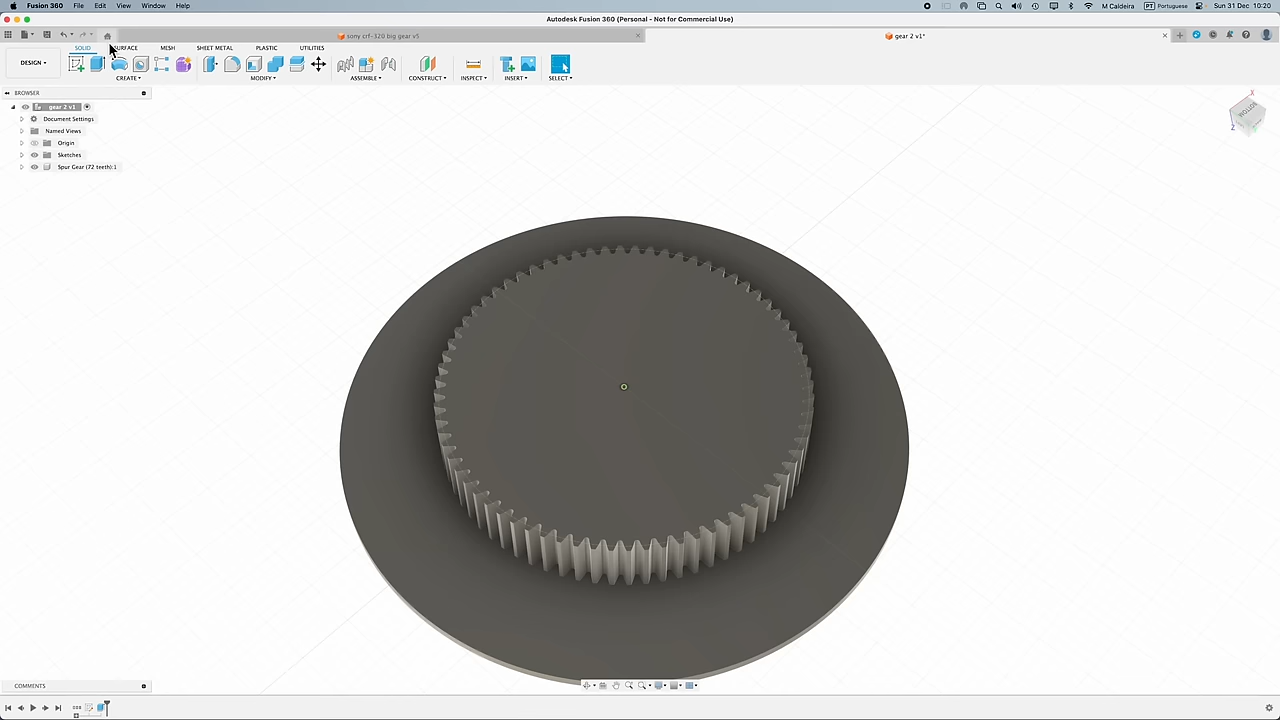 Fusion 360 File Edit View Window Help M Caldeira PT Portuguese Sun 31 Dec 10:20
Autodesk Fusion 360 (Personal - Not for Commercial Use)
sony crf-320 big gear v5 gear 2 v1*
SOLID SURFACE MESH SHEET METAL PLASTIC UTILITIES
DESIGN
CREATE MODIFY ASSEMBLE CONSTRUCT INSPECT INSERT SELECT
BROWSER
gear 2 v1
Document Settings
Named Views
Origin
Sketches
Spur Gear (72 teeth):1
BOTTOM
X
Z
COMMENTS